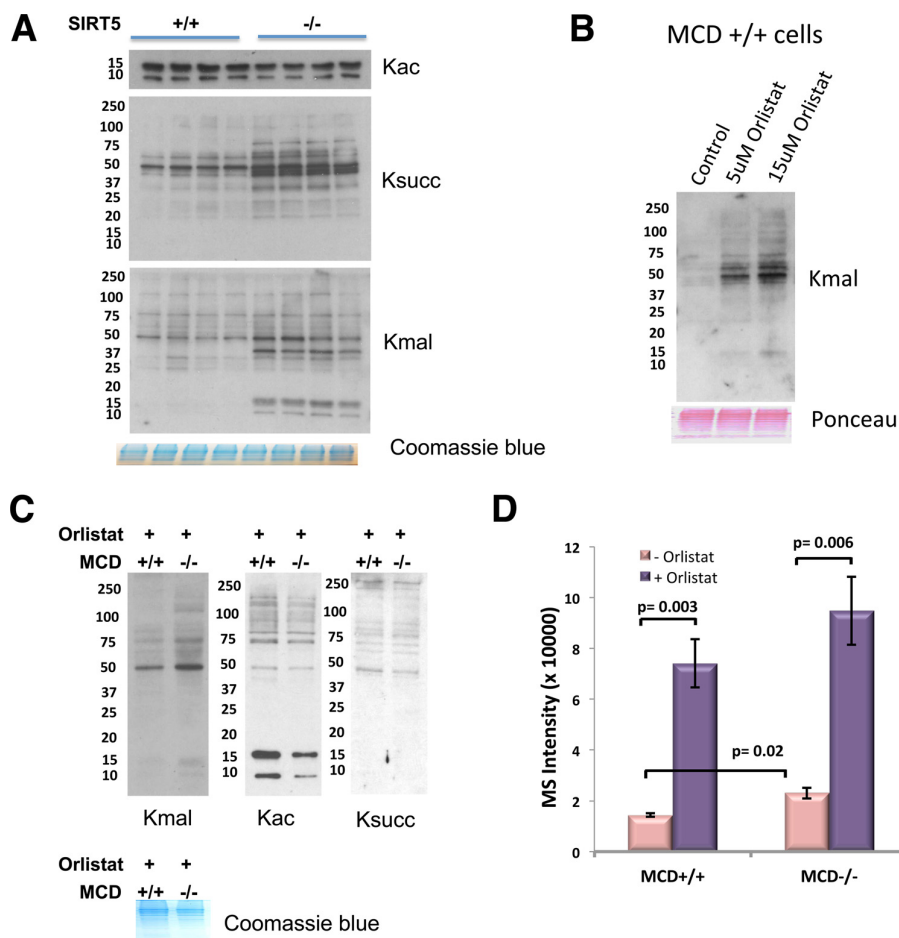 A
SIRT5 +/+ -/-
15
10
Kac
250
100
50
37
25
20
15
10
Ksucc
250
100
50
37
25
20
15
10
Kmal
Coomassie blue
B
MCD +/+ cells
Control
5uM Orlistat
15uM Orlistat
250
100
75
50
37
25
20
15
10
Kmal
Ponceau
C
Orlistat + + + + + +
MCD +/+ -/- +/+ -/- +/+ -/-
250
100
75
50
37
25
20
15
10
Kmal
250
100
75
50
37
25
20
15
10
Kac
250
100
75
50
37
25
20
15
10
Ksucc
Orlistat + +
MCD +/+ -/-
Coomassie blue
D
MS Intensity (x 10000)
12
10
8
6
4
2
0
- Orlistat
+ Orlistat
p= 0.003
p= 0.006
p= 0.02
MCD+/+ MCD-/-